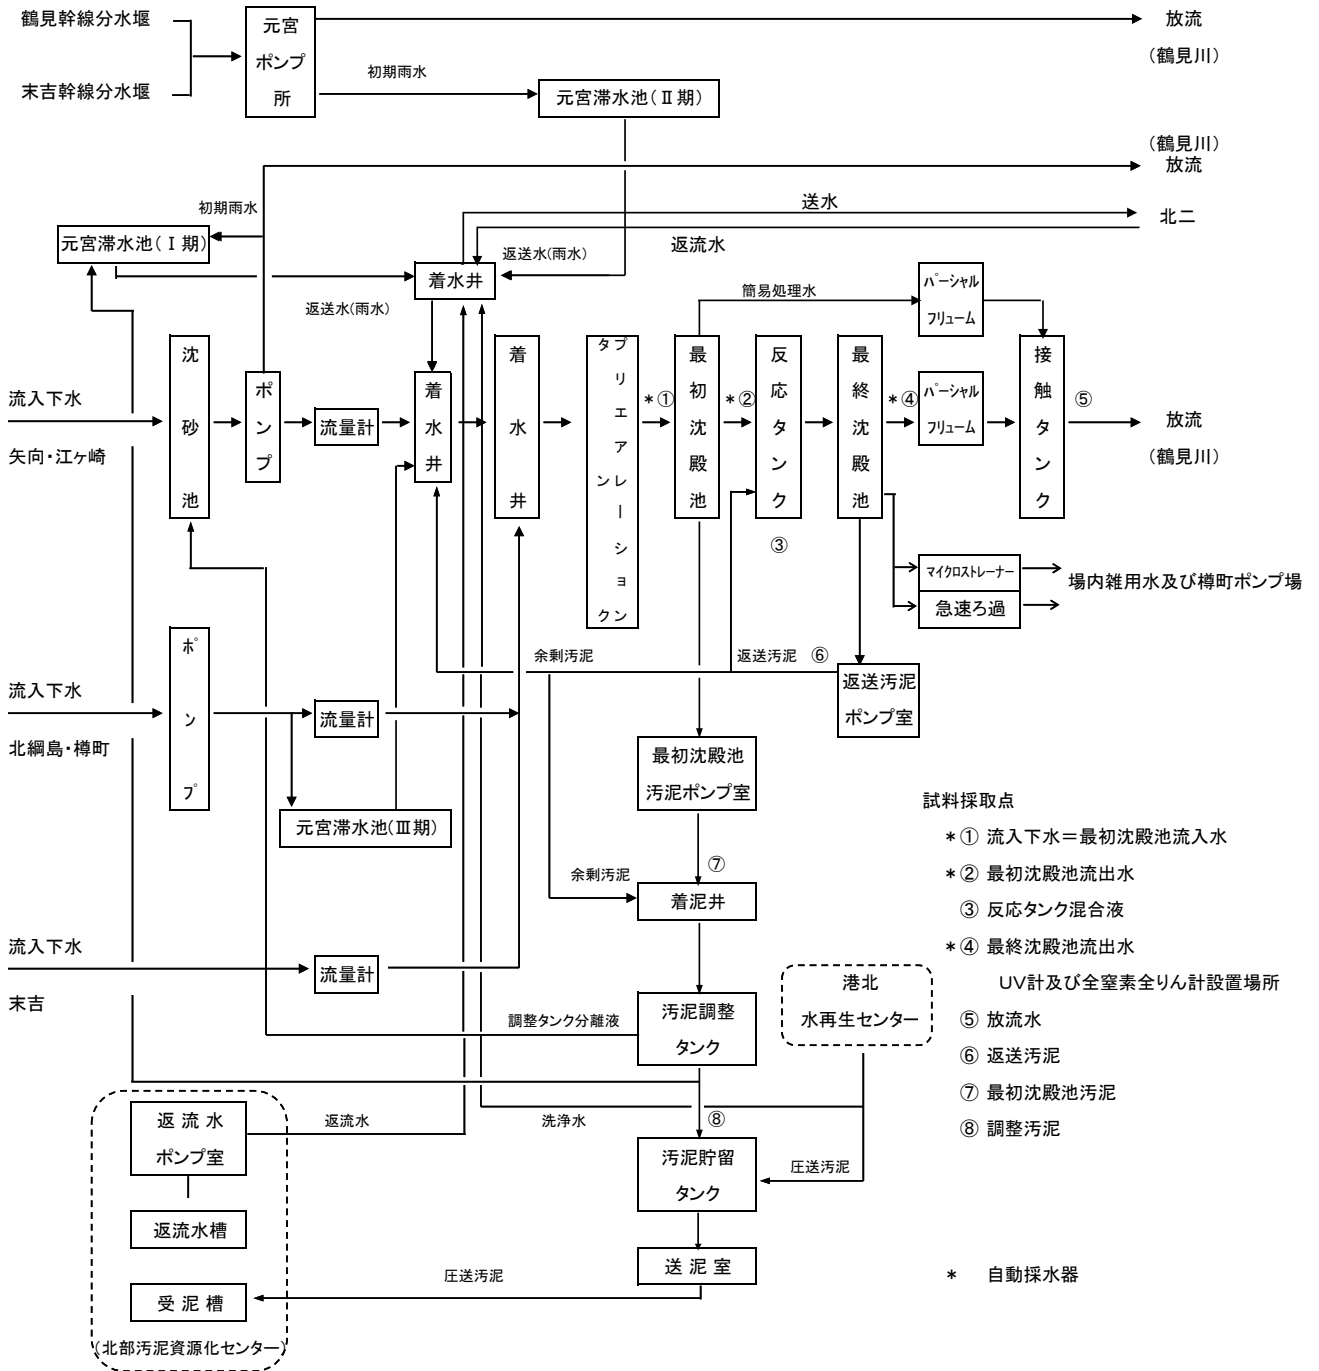 鶴見幹線分水堰
末吉幹線分水堰
元宮
ポンプ
所
放流
(鶴見川)
初期雨水
元宮滞水池(Ⅱ期)
(鶴見川)
放流
送水
北二
返流水
初期雨水
元宮滞水池(Ⅰ期)
返送水(雨水)
着水井
返送水(雨水)
簡易処理水
パーシャル
フリューム
流入下水
矢向・江ヶ崎
沈砂池
ポンプ
流量計
着水井
着水井
プリエアレーション
タンク
*①
最初沈殿池
*②
反応タンク
③
最終沈殿池
*④
パーシャル
フリューム
接触タンク
⑤
放流
(鶴見川)
マイクロストレーナー
急速ろ過
場内雑用水及び樽町ポンプ場
余剰汚泥
返送汚泥
⑥
返送汚泥
ポンプ室
流入下水
北綱島・樽町
ポンプ
流量計
元宮滞水池(Ⅲ期)
最初沈殿池
汚泥ポンプ室
⑦
余剰汚泥
着泥井
流入下水
末吉
流量計
調整タンク分離液
汚泥調整
タンク
港北
水再生センター
返流水
ポンプ室
返流水
洗浄水
⑧
汚泥貯留
タンク
圧送汚泥
返流水槽
送泥室
圧送汚泥
受泥槽
(北部汚泥資源化センター)
試料採取点
*① 流入下水=最初沈殿池流入水
*② 最初沈殿池流出水
③ 反応タンク混合液
*④ 最終沈殿池流出水
UV計及び全窒素全りん計設置場所
⑤ 放流水
⑥ 返送汚泥
⑦ 最初沈殿池汚泥
⑧ 調整汚泥
* 自動採水器